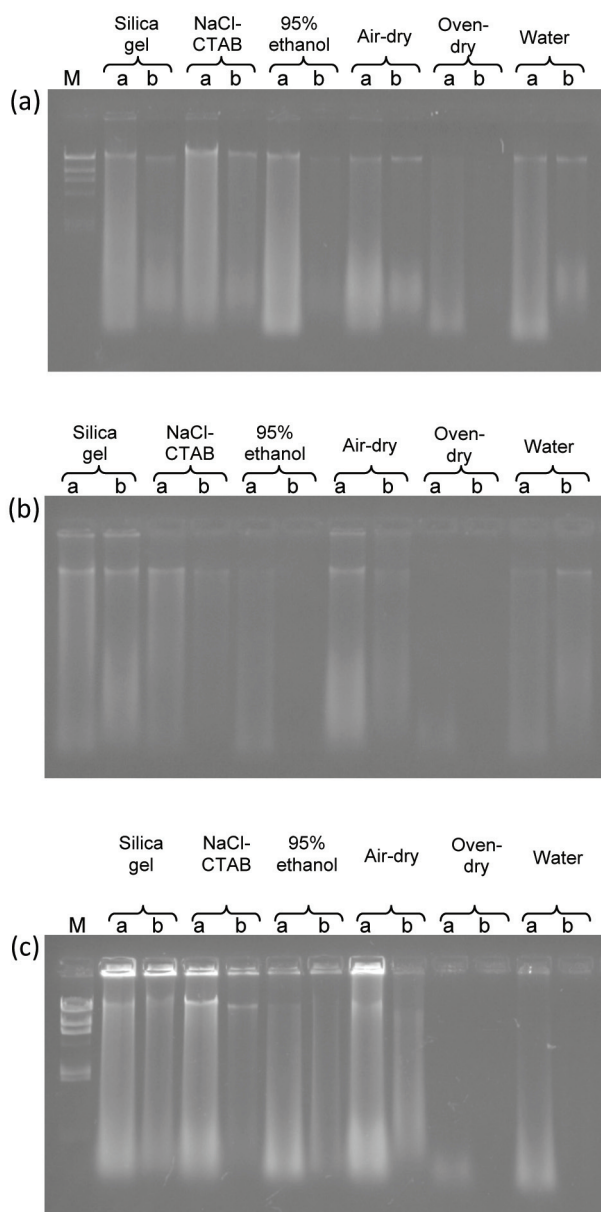 Silica gel
NaCl-CTAB
95% ethanol
Air-dry
Oven-dry
Water
M
a b a b a b a b a b a b
(a)
Silica gel
NaCl-CTAB
95% ethanol
Air-dry
Oven-dry
Water
a b a b a b a b a b a b
(b)
Silica gel
NaCl-CTAB
95% ethanol
Air-dry
Oven-dry
Water
M
a b a b a b a b a b a b
(c)